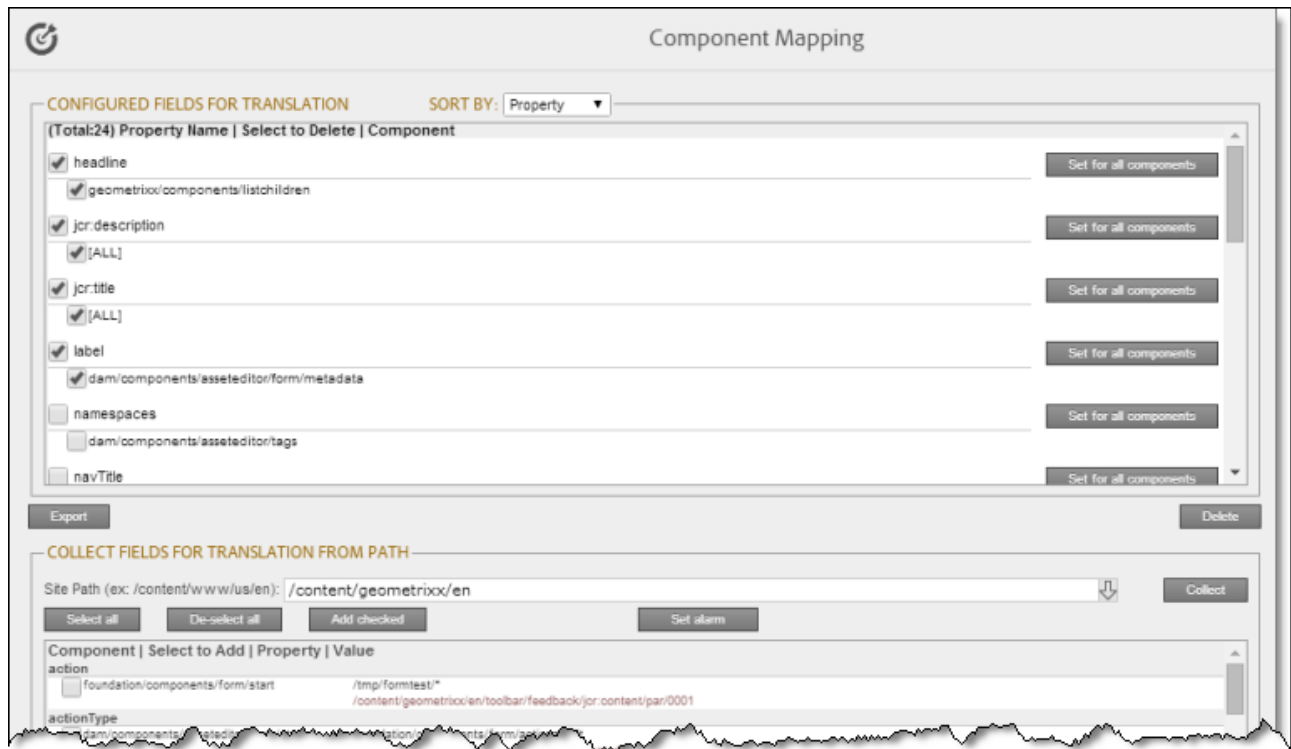 Component Mapping
CONFIGURED FIELDS FOR TRANSLATION SORT BY: Property
(Total:24) Property Name | Select to Delete | Component
headline Set for all components
geometrixx/components/listchildren
jcr:description Set for all components
[ALL]
jcr:title Set for all components
[ALL]
label Set for all components
dam/components/asseteditor/form/metadata
namespaces Set for all components
dam/components/asseteditor/tags
navTitle Set for all components
Export Delete
COLLECT FIELDS FOR TRANSLATION FROM PATH
Site Path (ex: /content/www/us/en): /content/geometrixx/en Collect
Select all De-select all Add checked Set alarm
Component | Select to Add | Property | Value
action
foundation/components/form/start /tmp/formtest/*
/content/geometrixx/en/toolbar/feedback/jcr:content/par/0001
actionType